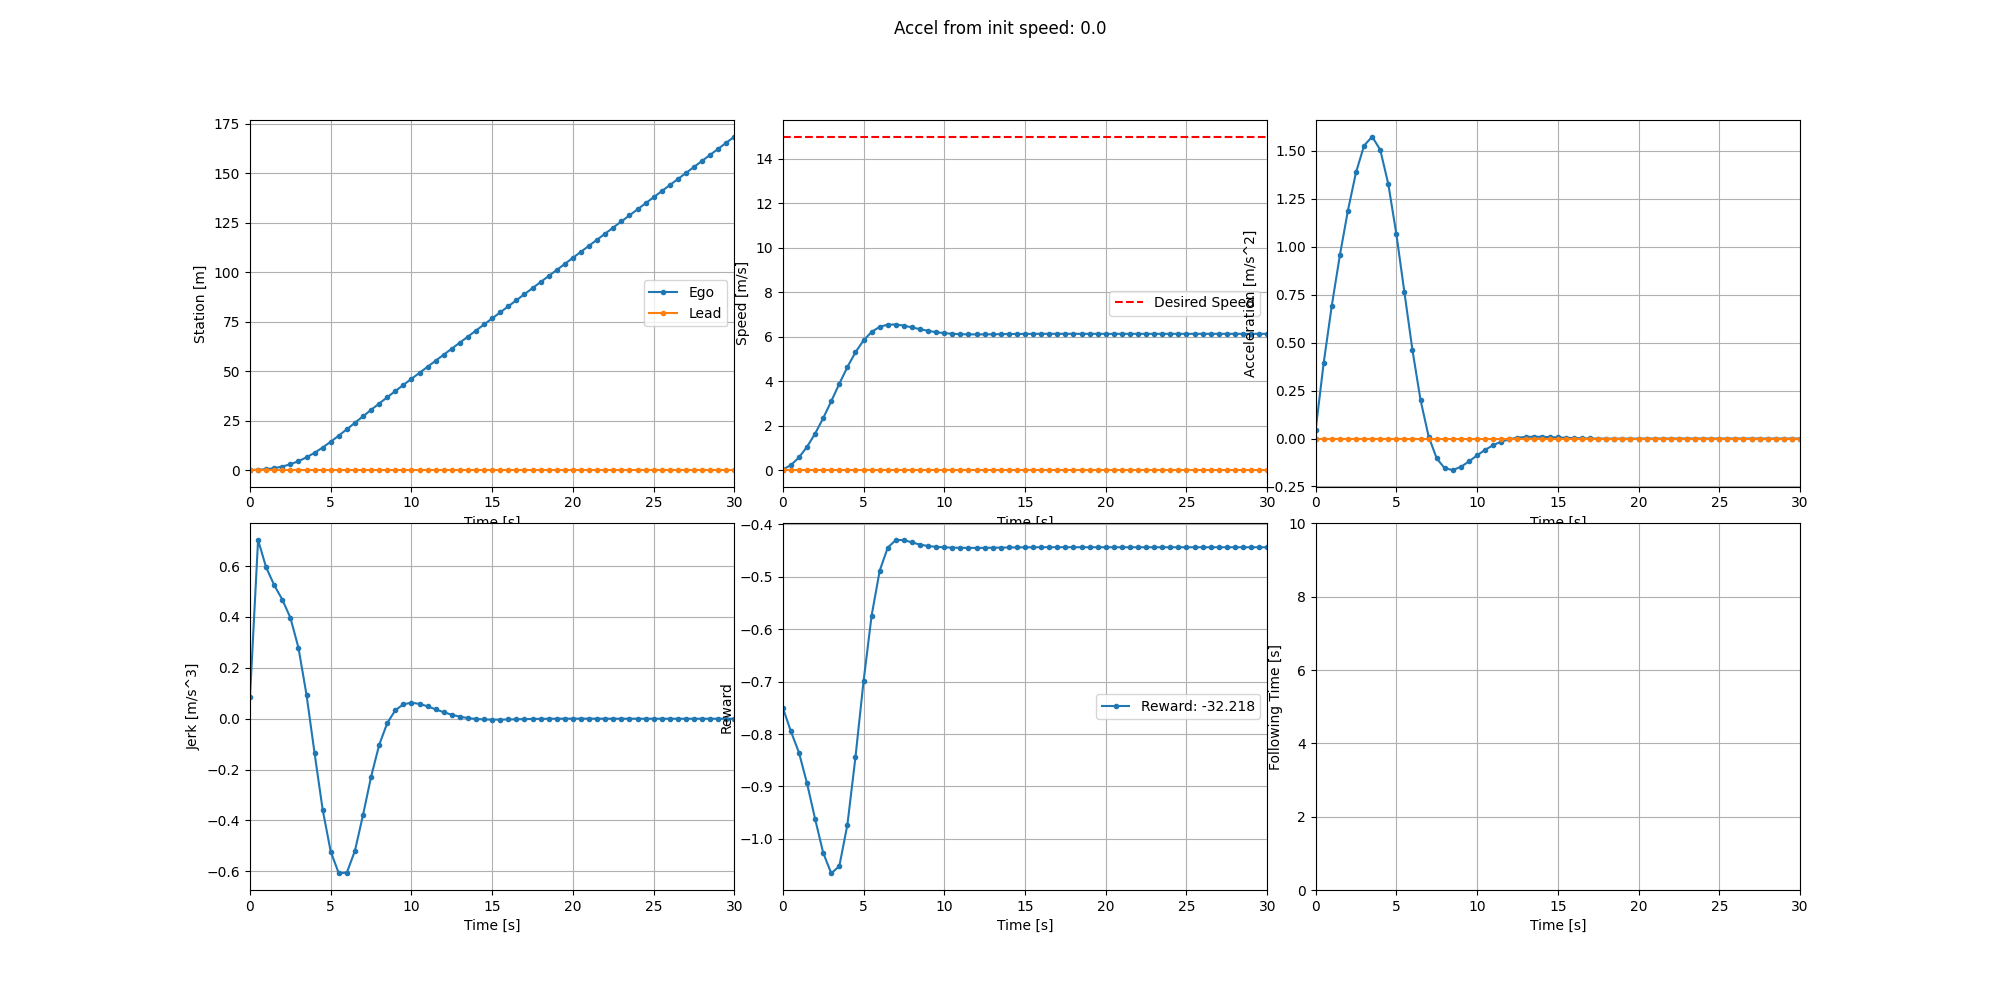 Accel from init speed: 0.0
Station [m]
175
150
125
100
75
50
25
0
0 5 10 15 20 25 30
Time [s]
Ego
Lead
Speed [m/s]
14
12
10
8
6
4
2
0
0 5 10 15 20 25 30
Time [s]
Desired Speed
Acceleration [m/s^2]
1.50
1.25
1.00
0.75
0.50
0.25
0.00
−0.25
0 5 10 15 20 25 30
Time [s]
Jerk [m/s^3]
0.6
0.4
0.2
0.0
−0.2
−0.4
−0.6
0 5 10 15 20 25 30
Time [s]
Reward
−0.4
−0.5
−0.6
−0.7
−0.8
−0.9
−1.0
0 5 10 15 20 25 30
Time [s]
Reward: -32.218
Following Time [s]
10
8
6
4
2
0
0 5 10 15 20 25 30
Time [s]